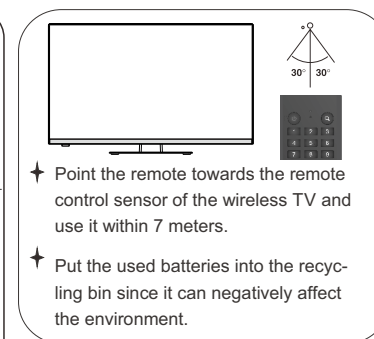 30° 30°
1 2 3
4 5 6
7 8 9
Point the remote towards the remote
control sensor of the wireless TV and
use it within 7 meters.
Put the used batteries into the recyc-
ling bin since it can negatively affect
the environment.